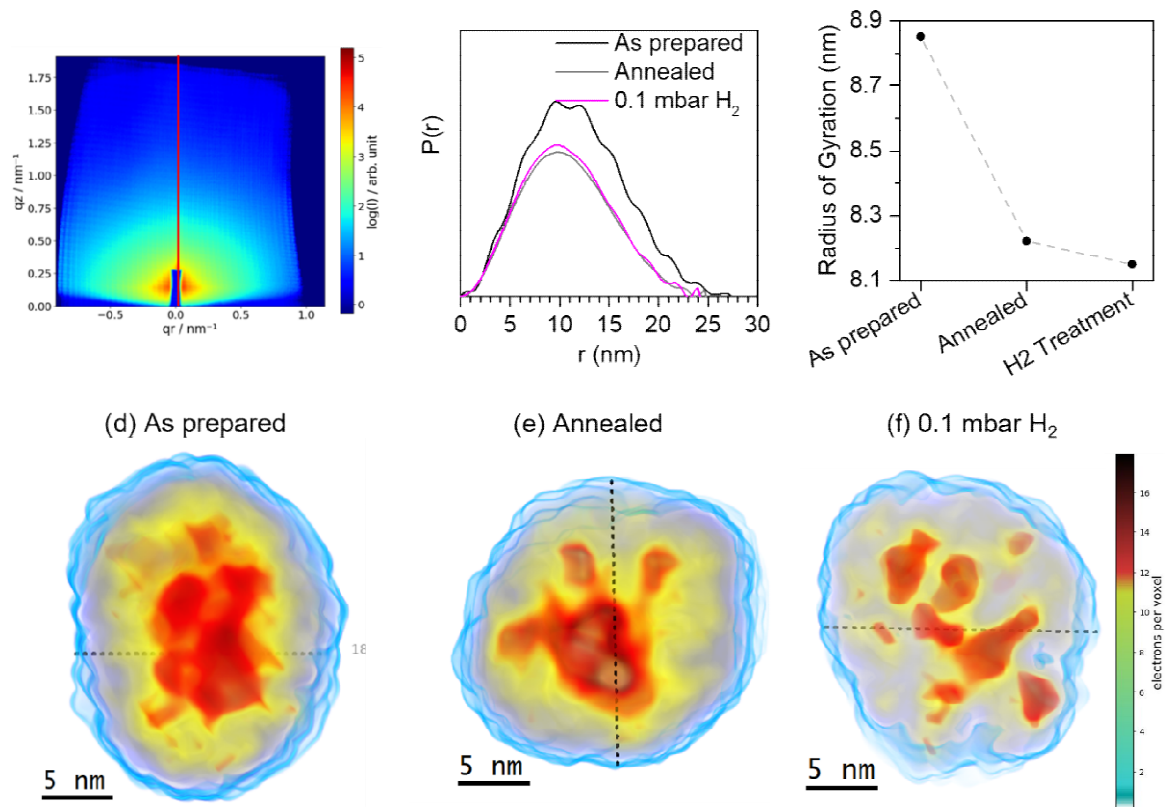 1.75
1.50
1.25
1.00
0.75
0.50
0.25
0.00
qz / nm⁻¹
−0.5
0.0
0.5
1.0
qr / nm⁻¹
5
4
3
2
1
0
log(I) / arb. unit
As prepared
Annealed
0.1 mbar H₂
P(r)
0
5
10
15
20
25
30
r (nm)
8.9
8.7
8.5
8.3
8.1
Radius of Gyration (nm)
As prepared
Annealed
H2 Treatment
(d) As prepared
(e) Annealed
(f) 0.1 mbar H₂
18
5 nm
5 nm
5 nm
16
14
12
10
8
6
4
2
electrons per voxel